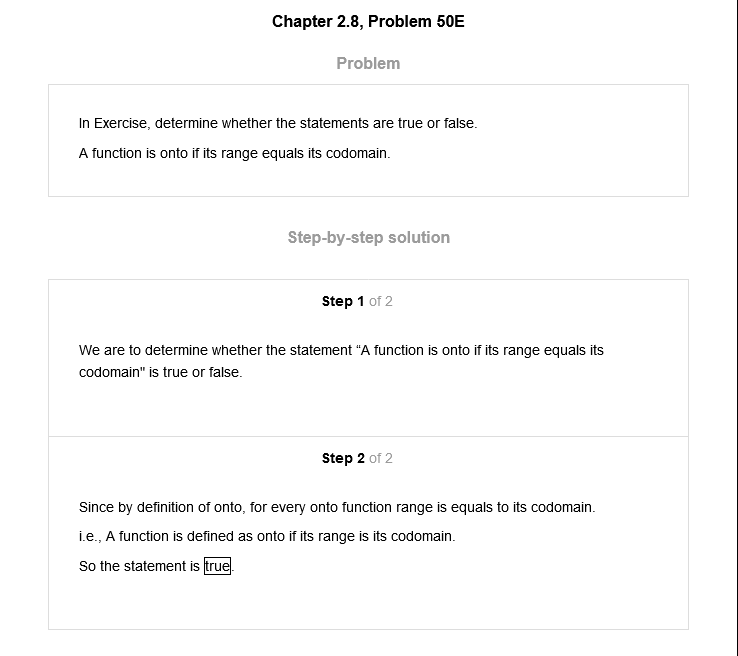 Chapter 2.8, Problem 50E
Problem
In Exercise, determine whether the statements are true or false.
A function is onto if its range equals its codomain.
Step-by-step solution
Step 1 of 2
We are to determine whether the statement “A function is onto if its range equals its
codomain" is true or false.
Step 2 of 2
Since by definition of onto, for every onto function range is equals to its codomain.
i.e., A function is defined as onto if its range is its codomain.
So the statement is true.